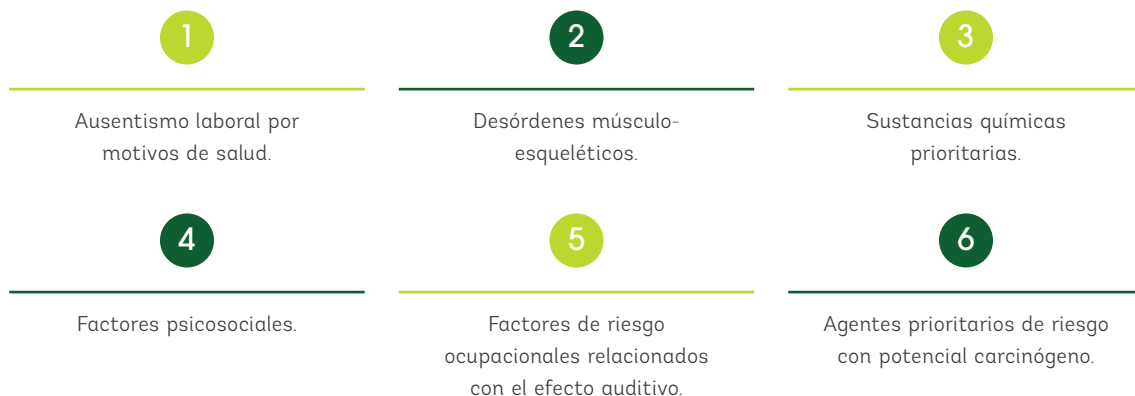 1
Ausentismo laboral por
motivos de salud.
2
Desórdenes músculo-
esqueléticos.
3
Sustancias químicas
prioritarias.
4
Factores psicosociales.
5
Factores de riesgo
ocupacionales relacionados
con el efecto auditivo.
6
Agentes prioritarios de riesgo
con potencial carcinógeno.